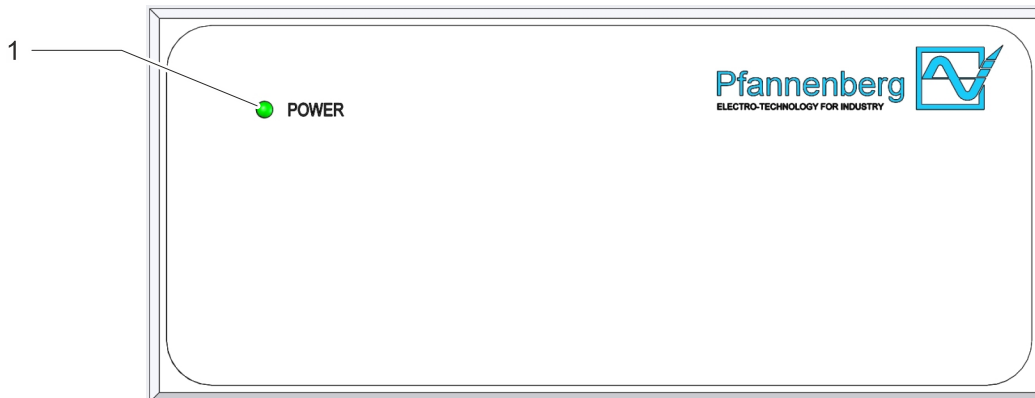 1
POWER
Pfannenberg
ELECTRO-TECHNOLOGY FOR INDUSTRY